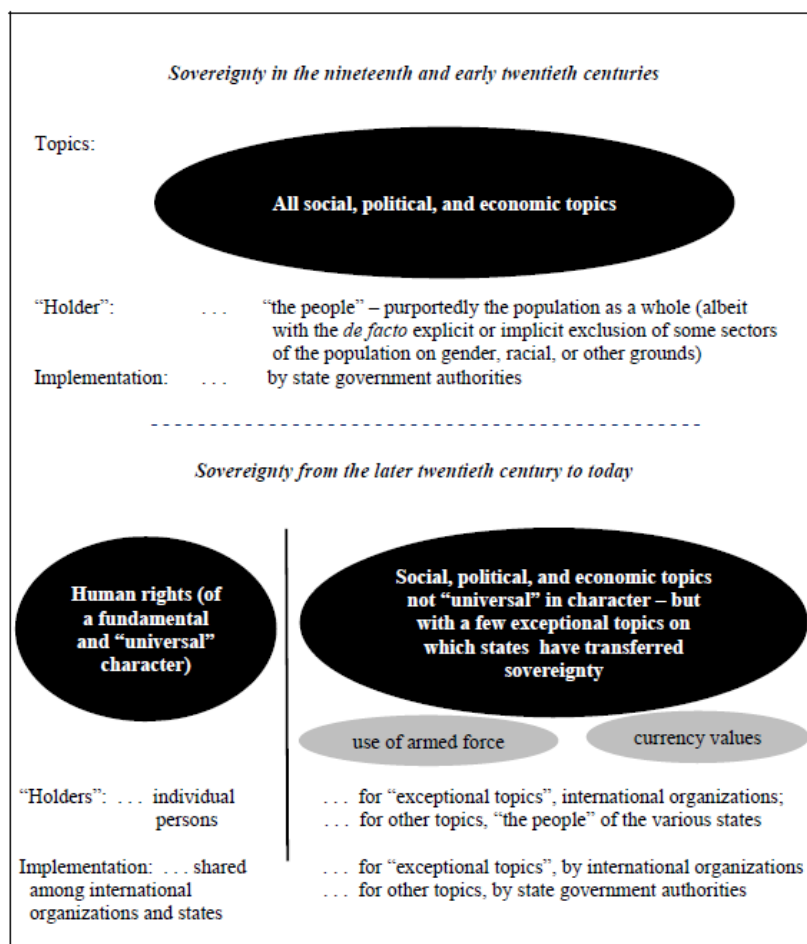 Sovereignty in the nineteenth and early twentieth centuries
Topics:
All social, political, and economic topics
“Holder”: . . . “the people” – purportedly the population as a whole (albeit
with the de facto explicit or implicit exclusion of some sectors
of the population on gender, racial, or other grounds)
Implementation: . . . by state government authorities
Sovereignty from the later twentieth century to today
Human rights (of
a fundamental
and “universal”
character)
Social, political, and economic topics
not “universal” in character – but
with a few exceptional topics on
which states have transferred
sovereignty
use of armed force
currency values
“Holders”: . . . individual
persons
. . . for “exceptional topics”, international organizations;
. . . for other topics, “the people” of the various states
Implementation: . . . shared
among international
organizations and states
. . . for “exceptional topics”, by international organizations
. . . for other topics, by state government authorities